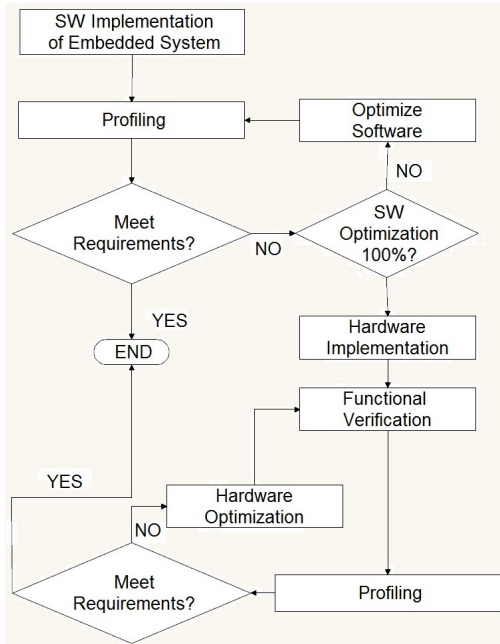 SW Implementation
of Embedded System
Profiling
Optimize
Software
NO
Meet
Requirements?
NO
SW
Optimization
100%?
YES
END
Hardware
Implementation
Functional
Verification
YES
Hardware
Optimization
NO
Meet
Requirements?
Profiling